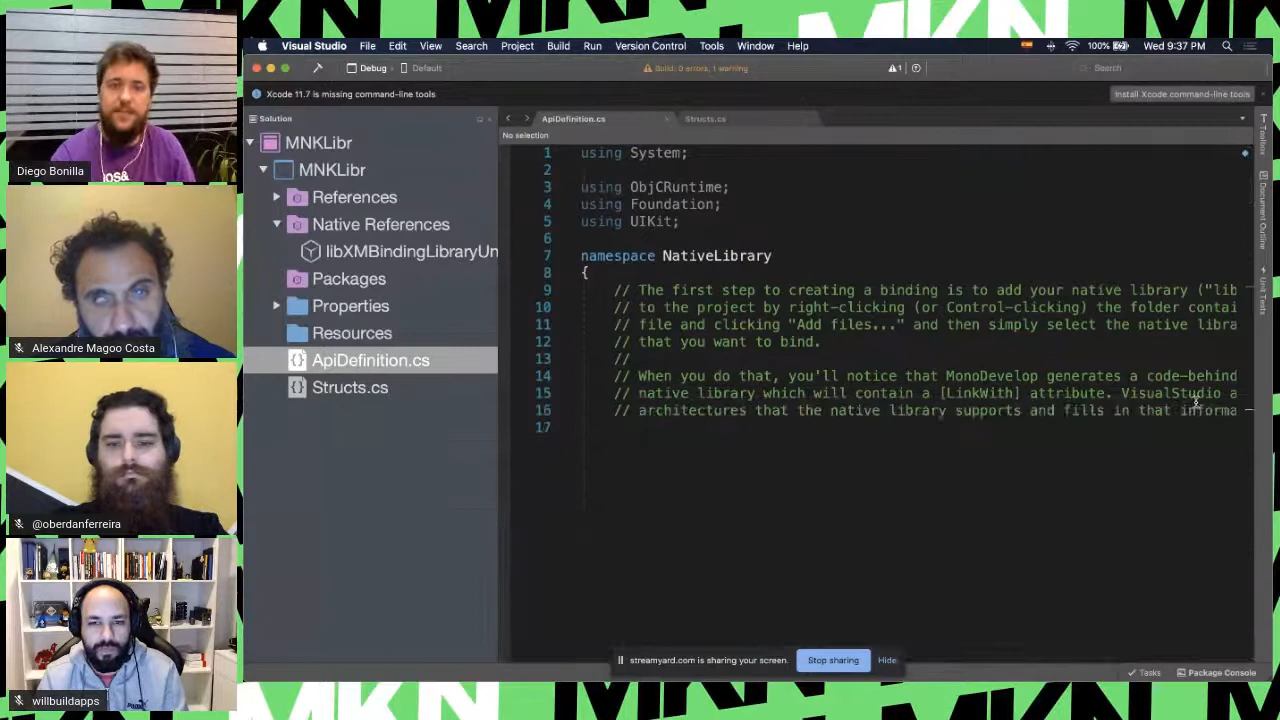 MKN
Diego Bonilla
Alexandre Magoo Costa
@oberdanferreira
willbuildapps
Visual Studio File Edit View Search Project Build Run Version Control Tools Window Help 100% Wed 9:37 PM
Debug Default Build: 0 errors, 1 warning 1 Search
Xcode 11.7 is missing command-line tools Install Xcode command-line tools
Solution
MNKLibr
MNKLibr
References
Native References
libXMBindingLibraryUn
Packages
Properties
Resources
ApiDefinition.cs
Structs.cs
ApiDefinition.cs Structs.cs
No selection
1 using System;
2
3 using ObjCRuntime;
4 using Foundation;
5 using UIKit;
6
7 namespace NativeLibrary
8 {
9 // The first step to creating a binding is to add your native library ("lib
10 // to the project by right-clicking (or Control-clicking) the folder contai
11 // file and clicking "Add files..." and then simply select the native libra
12 // that you want to bind.
13 //
14 // When you do that, you'll notice that MonoDevelop generates a code-behind
15 // native library which will contain a [LinkWith] attribute. VisualStudio a
16 // architectures that the native library supports and fills in that informa
17
Toolbox
Document Outline
Unit Tests
streamyard.com is sharing your screen. Stop sharing Hide
Tasks Package Console
MKN